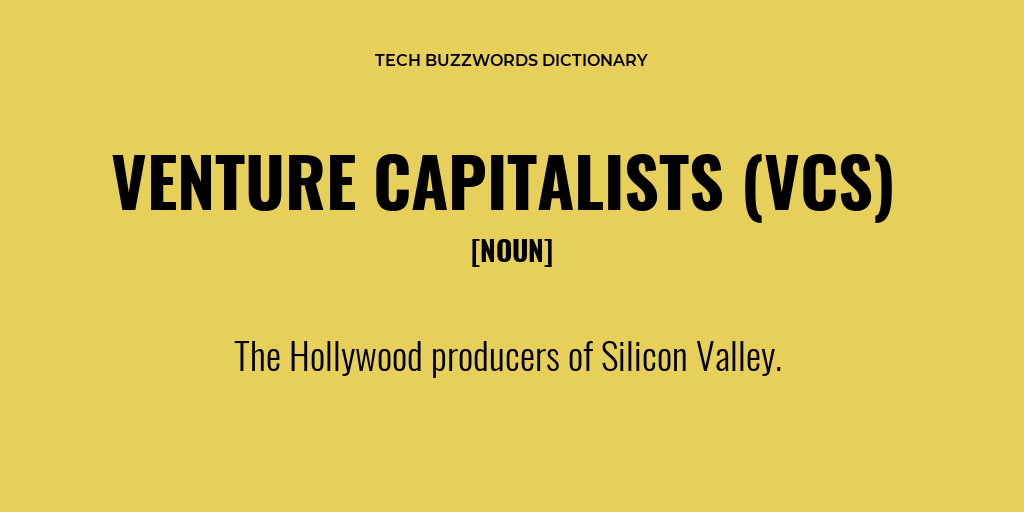 TECH BUZZWORDS DICTIONARY
VENTURE CAPITALISTS (VCS)
[NOUN]
The Hollywood producers of Silicon Valley.